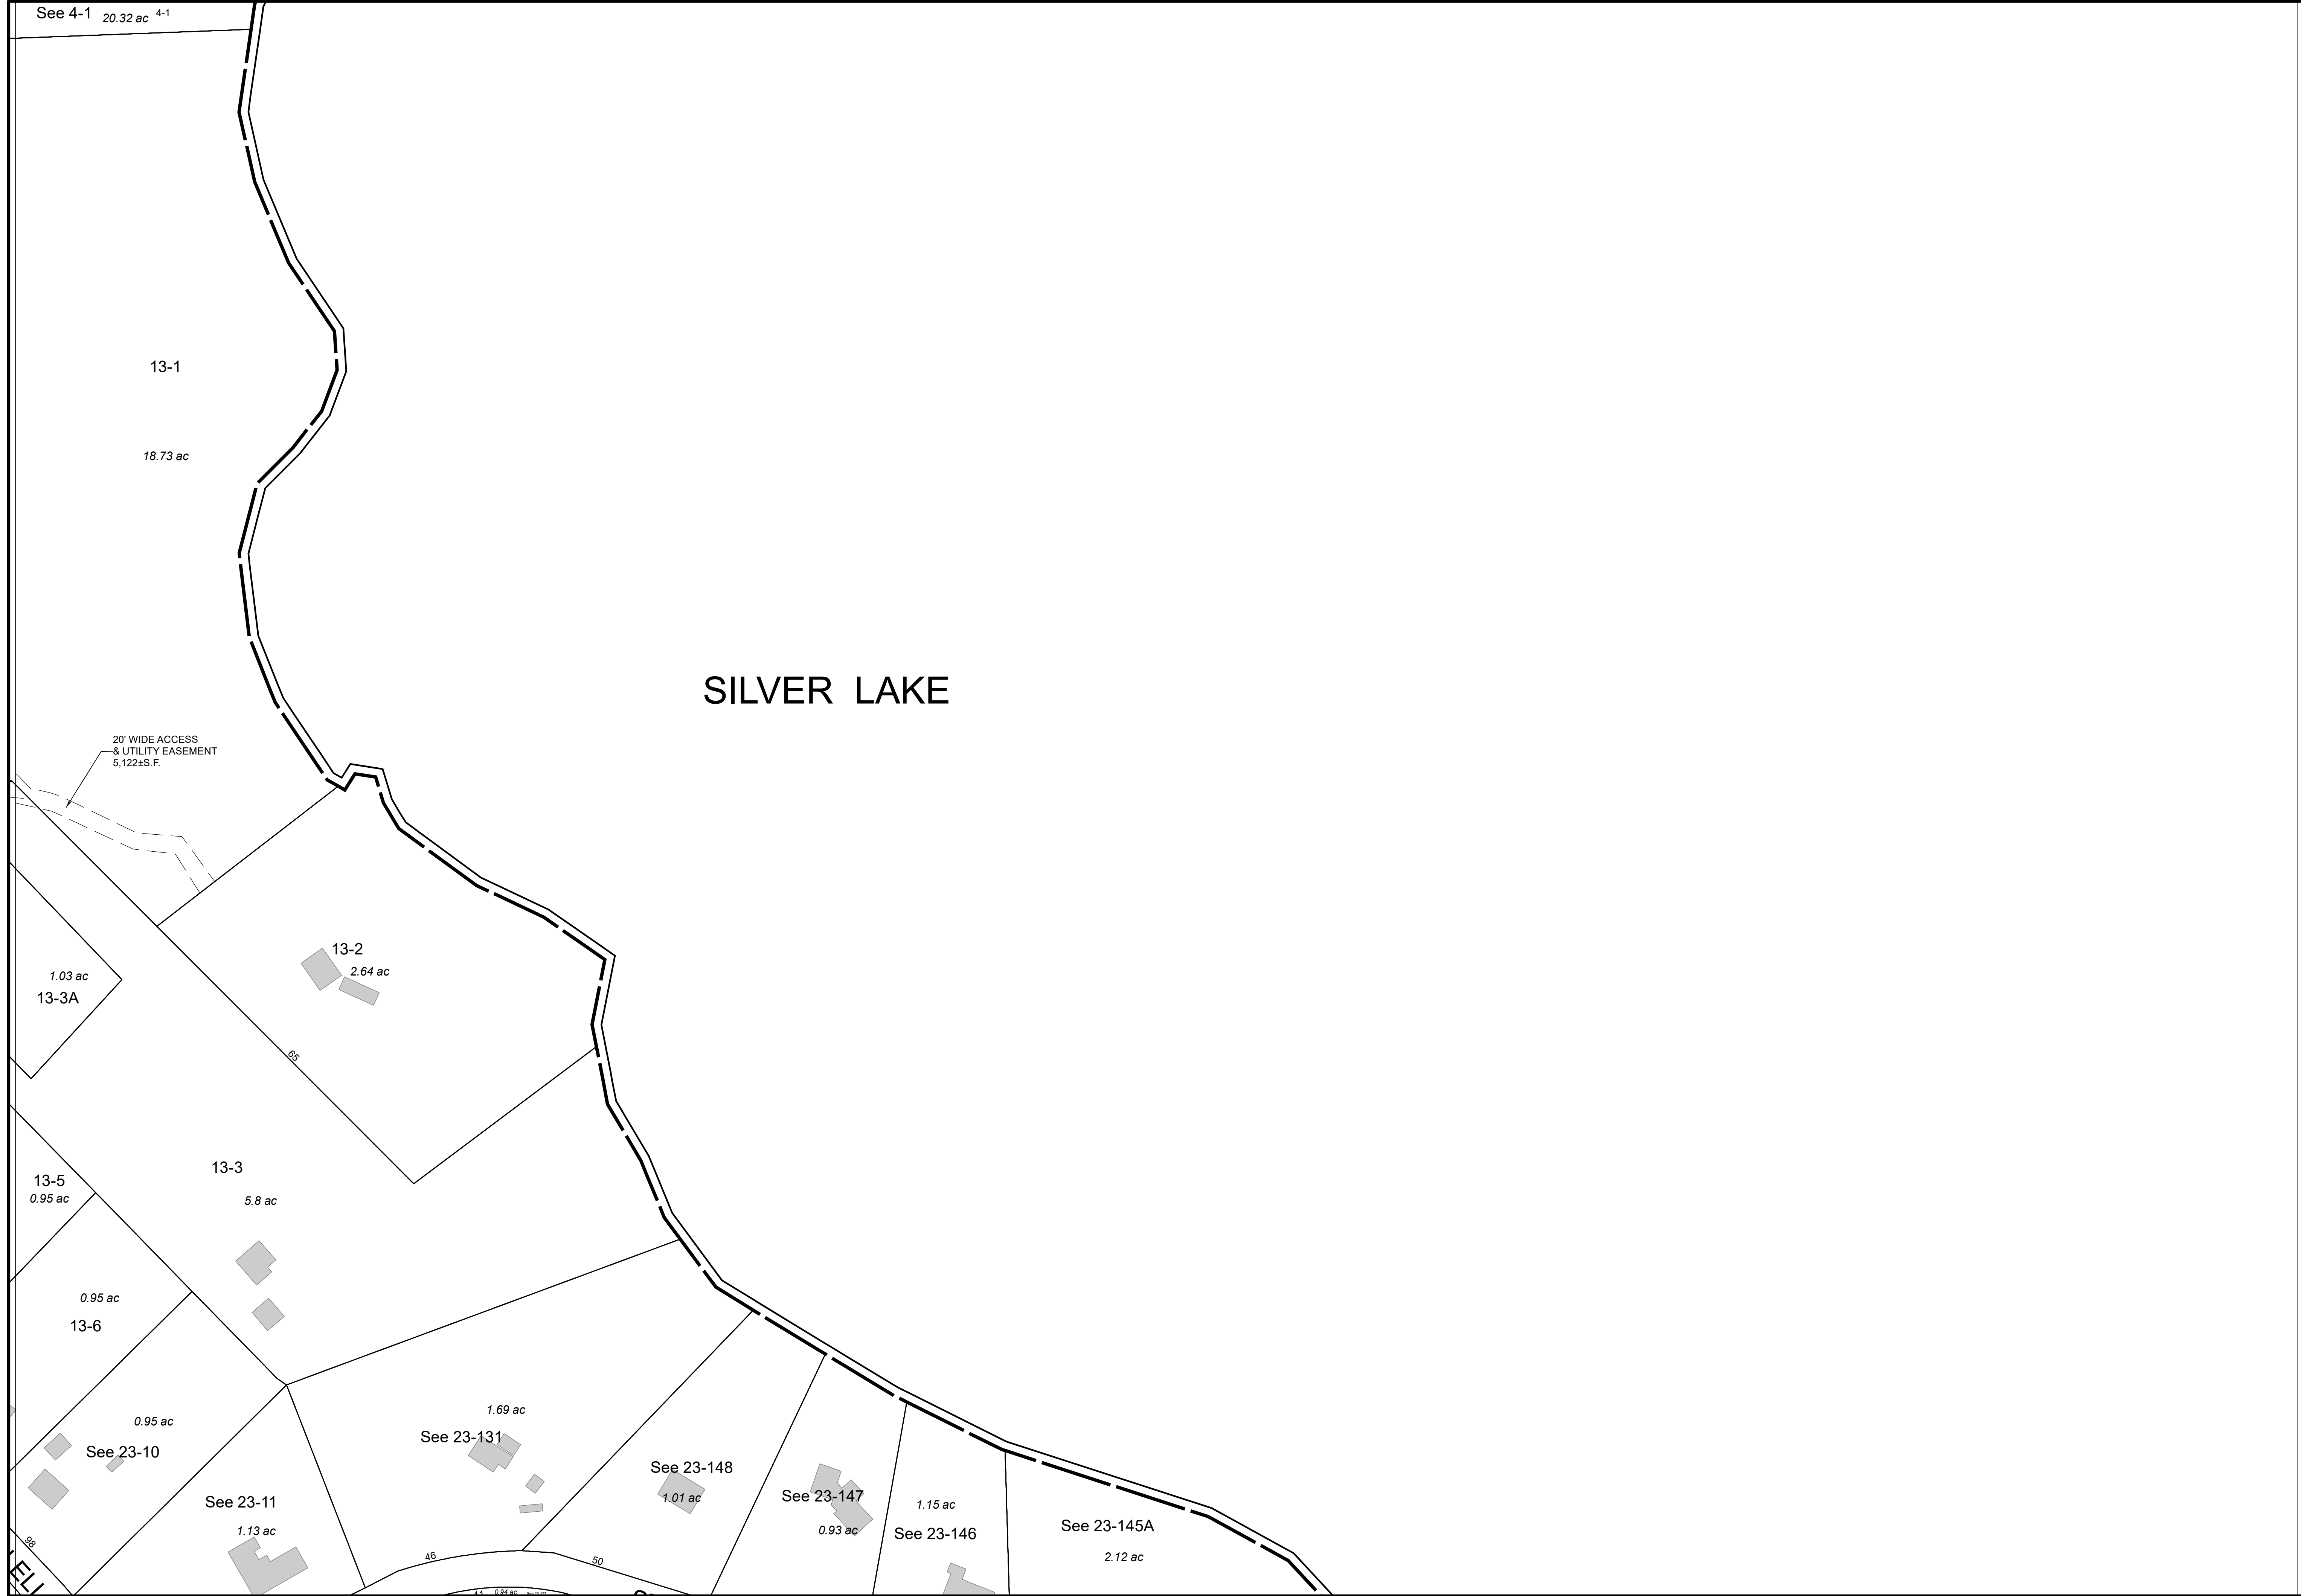 See 4-1 20.32 ac 4-1
13-1
18.73 ac
SILVER LAKE
20' WIDE ACCESS
& UTILITY EASEMENT
5,122±S.F.
13-2
2.64 ac
1.03 ac
13-3A
65
13-3
5.8 ac
13-5
0.95 ac
0.95 ac
13-6
0.95 ac
See 23-10
1.69 ac
See 23-131
See 23-148
1.01 ac
See 23-147
0.93 ac
1.15 ac
See 23-146
See 23-145A
2.12 ac
See 23-11
1.13 ac
98
46
50
0.94 ac